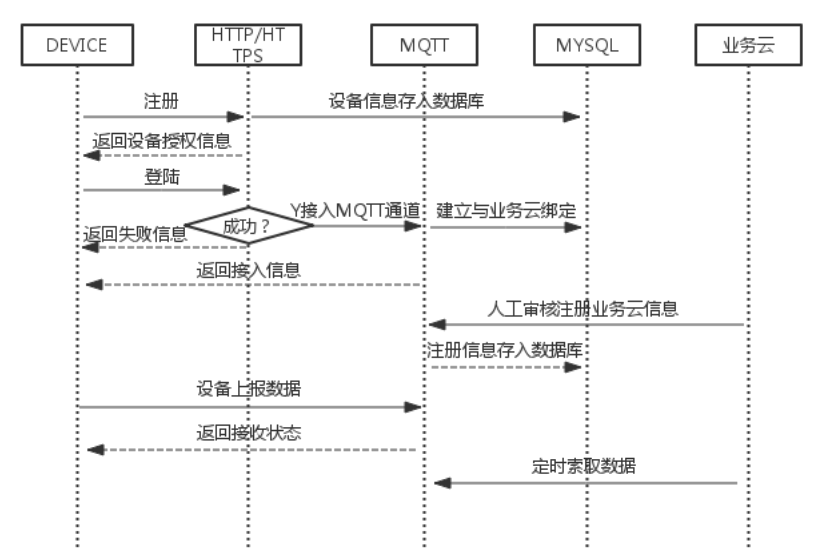 DEVICE
HTTP/HT
TPS
MQTT
MYSQL
业务云
注册
设备信息存入数据库
返回设备授权信息
登陆
成功？
Y接入MQTT通道
建立与业务云绑定
返回失败信息
返回接入信息
人工审核注册业务云信息
注册信息存入数据库
设备上报数据
返回接收状态
定时索取数据